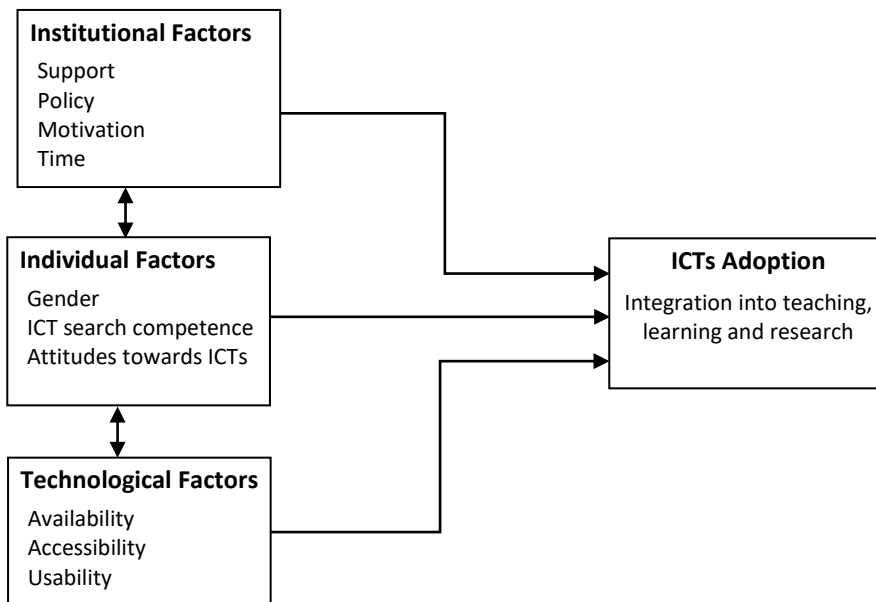 Institutional Factors
Support
Policy
Motivation
Time
Individual Factors
Gender
ICT search competence
Attitudes towards ICTs
Technological Factors
Availability
Accessibility
Usability
ICTs Adoption
Integration into teaching,
learning and research